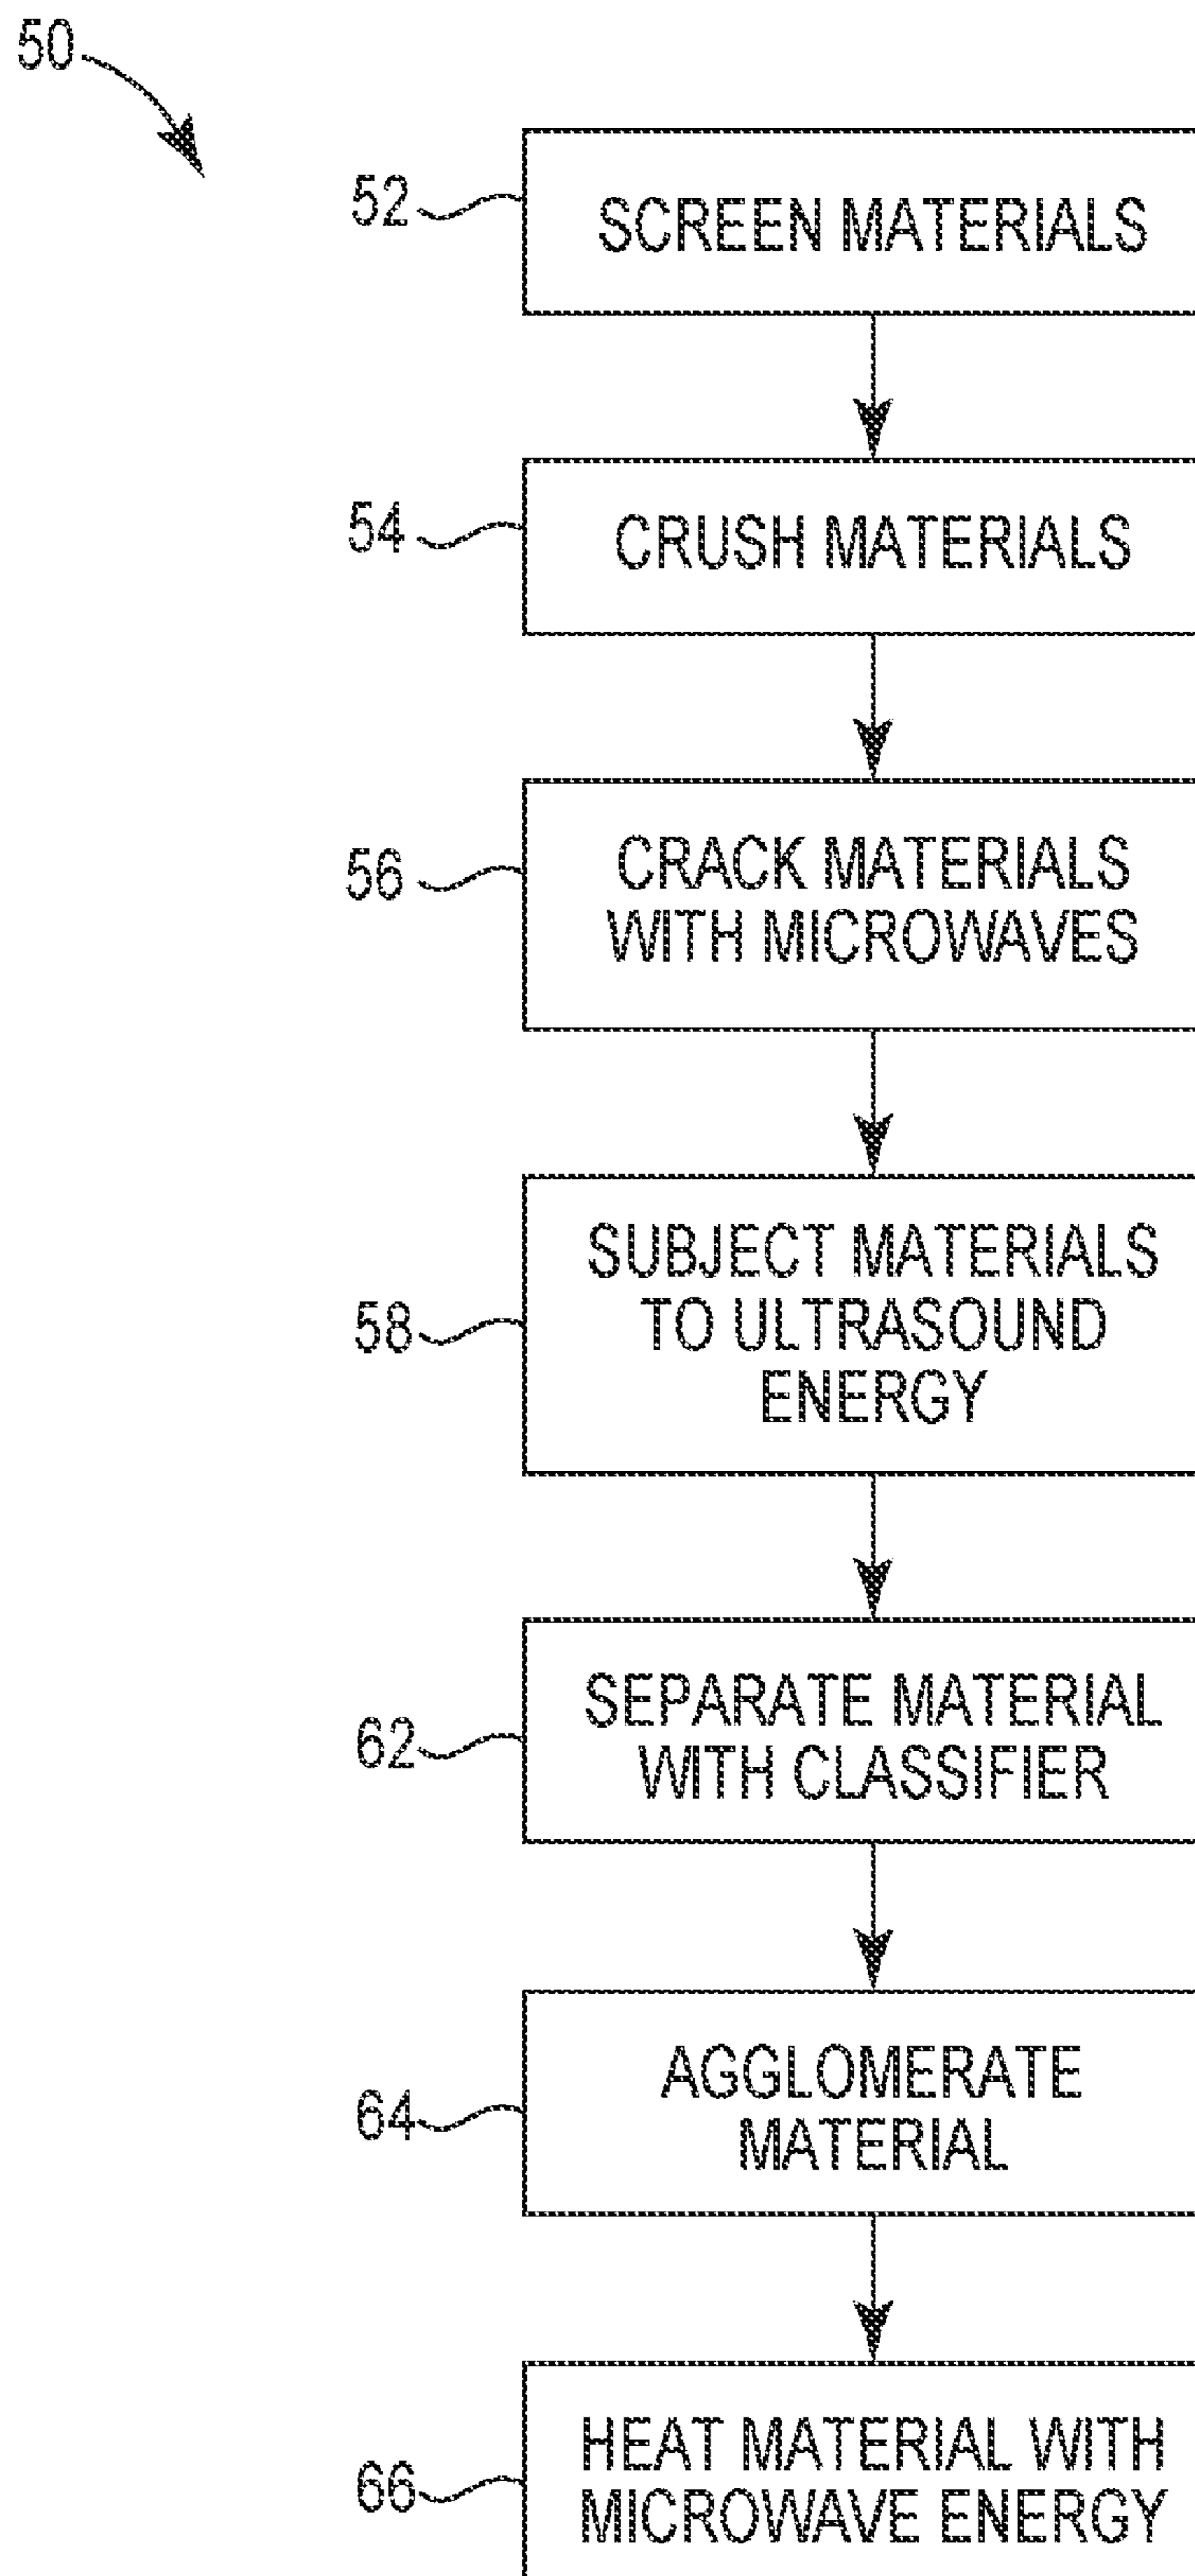 50
52
SCREEN MATERIALS
54
CRUSH MATERIALS
56
CRACK MATERIALS
WITH MICROWAVES
58
SUBJECT MATERIALS
TO ULTRASOUND
ENERGY
62
SEPARATE MATERIAL
WITH CLASSIFIER
64
AGGLOMERATE
MATERIAL
66
HEAT MATERIAL WITH
MICROWAVE ENERGY